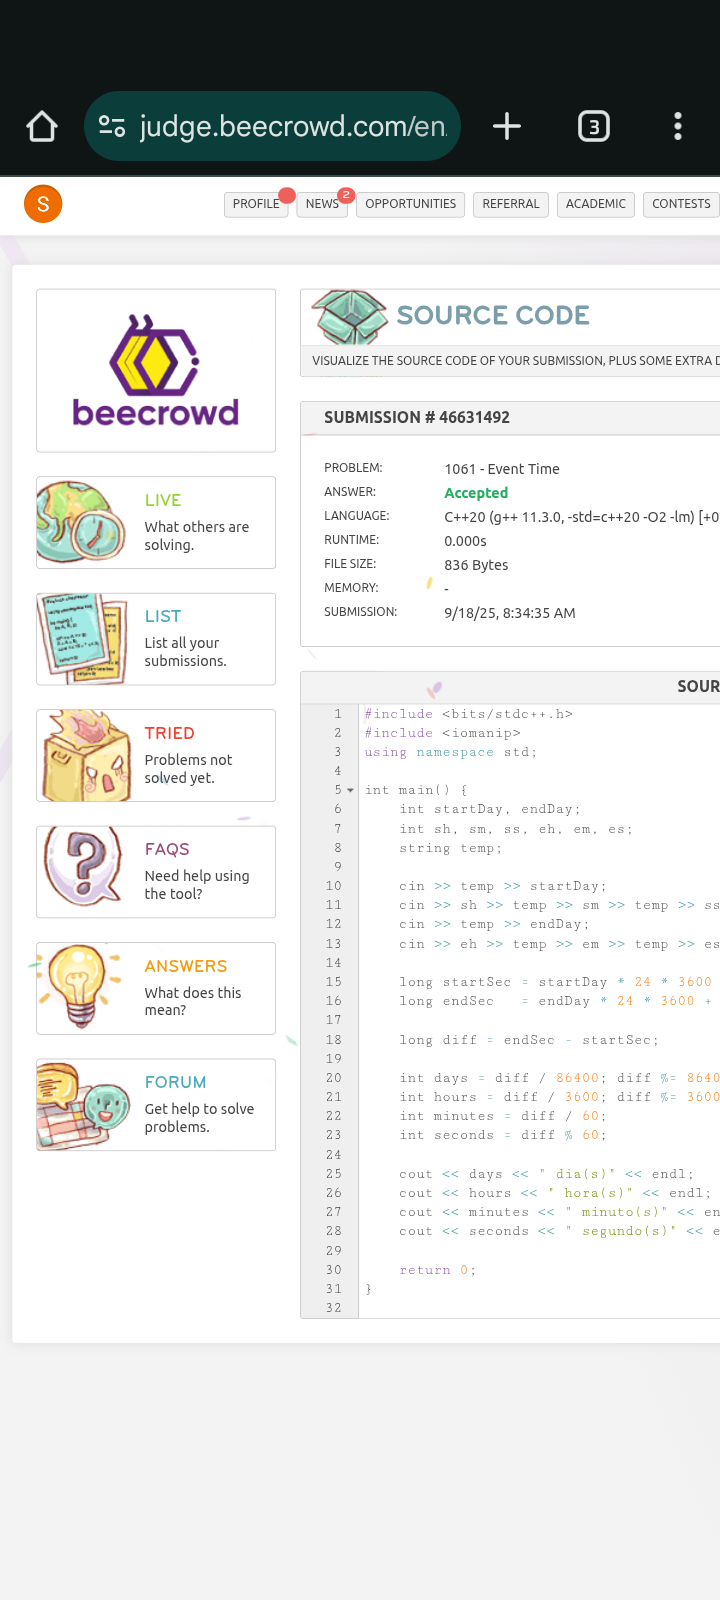 judge.beecrowd.com/en
3
S
PROFILE
NEWS
2
OPPORTUNITIES
REFERRAL
ACADEMIC
CONTESTS
beecrowd
LIVE
What others are
solving.
LIST
List all your
submissions.
TRIED
Problems not
solved yet.
FAQS
Need help using
the tool?
ANSWERS
What does this
mean?
FORUM
Get help to solve
problems.
SOURCE CODE
VISUALIZE THE SOURCE CODE OF YOUR SUBMISSION, PLUS SOME EXTRA D
SUBMISSION # 46631492
PROBLEM: 1061 - Event Time
ANSWER: Accepted
LANGUAGE: C++20 (g++ 11.3.0, -std=c++20 -O2 -lm) [+0
RUNTIME: 0.000s
FILE SIZE: 836 Bytes
MEMORY: -
SUBMISSION: 9/18/25, 8:34:35 AM
SOUR
1 #include <bits/stdc++.h>
2 #include <iomanip>
3 using namespace std;
4
5 int main() {
6 int startDay, endDay;
7 int sh, sm, ss, eh, em, es;
8 string temp;
9
10 cin >> temp >> startDay;
11 cin >> sh >> temp >> sm >> temp >> ss
12 cin >> temp >> endDay;
13 cin >> eh >> temp >> em >> temp >> es
14
15 long startSec = startDay * 24 * 3600
16 long endSec   = endDay * 24 * 3600 +
17
18 long diff = endSec - startSec;
19
20 int days = diff / 86400; diff %= 8640
21 int hours = diff / 3600; diff %= 3600
22 int minutes = diff / 60;
23 int seconds = diff % 60;
24
25 cout << days << " dia(s)" << endl;
26 cout << hours << " hora(s)" << endl;
27 cout << minutes << " minuto(s)" << en
28 cout << seconds << " segundo(s)" << e
29
30 return 0;
31 }
32